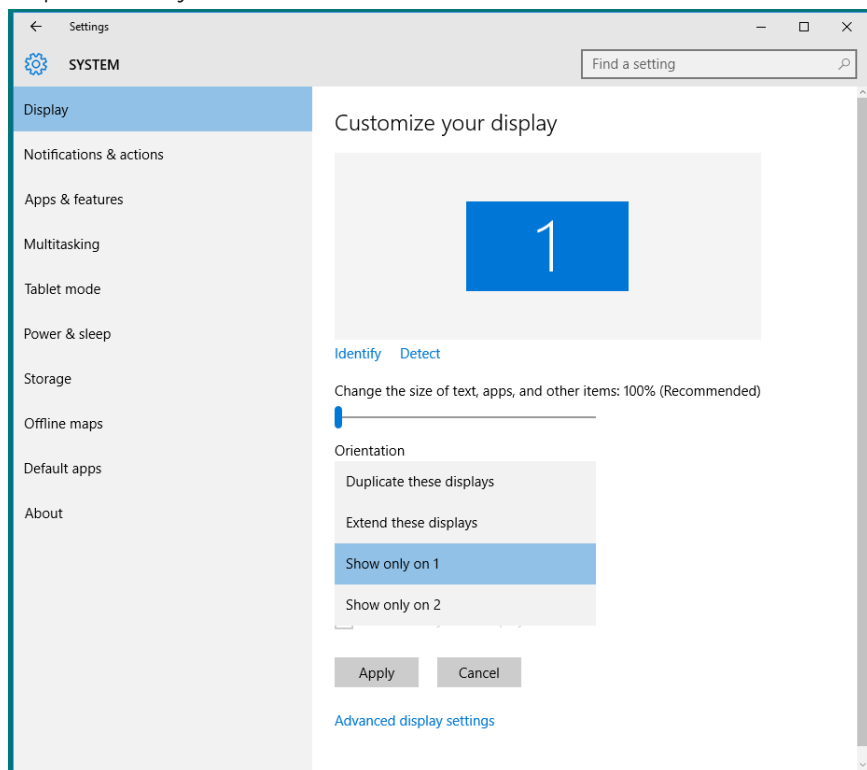 Settings
SYSTEM
Find a setting
Display
Notifications & actions
Apps & features
Multitasking
Tablet mode
Power & sleep
Storage
Offline maps
Default apps
About
Customize your display
1
Identify Detect
Change the size of text, apps, and other items: 100% (Recommended)
Orientation
Duplicate these displays
Extend these displays
Show only on 1
Show only on 2
Apply Cancel
Advanced display settings